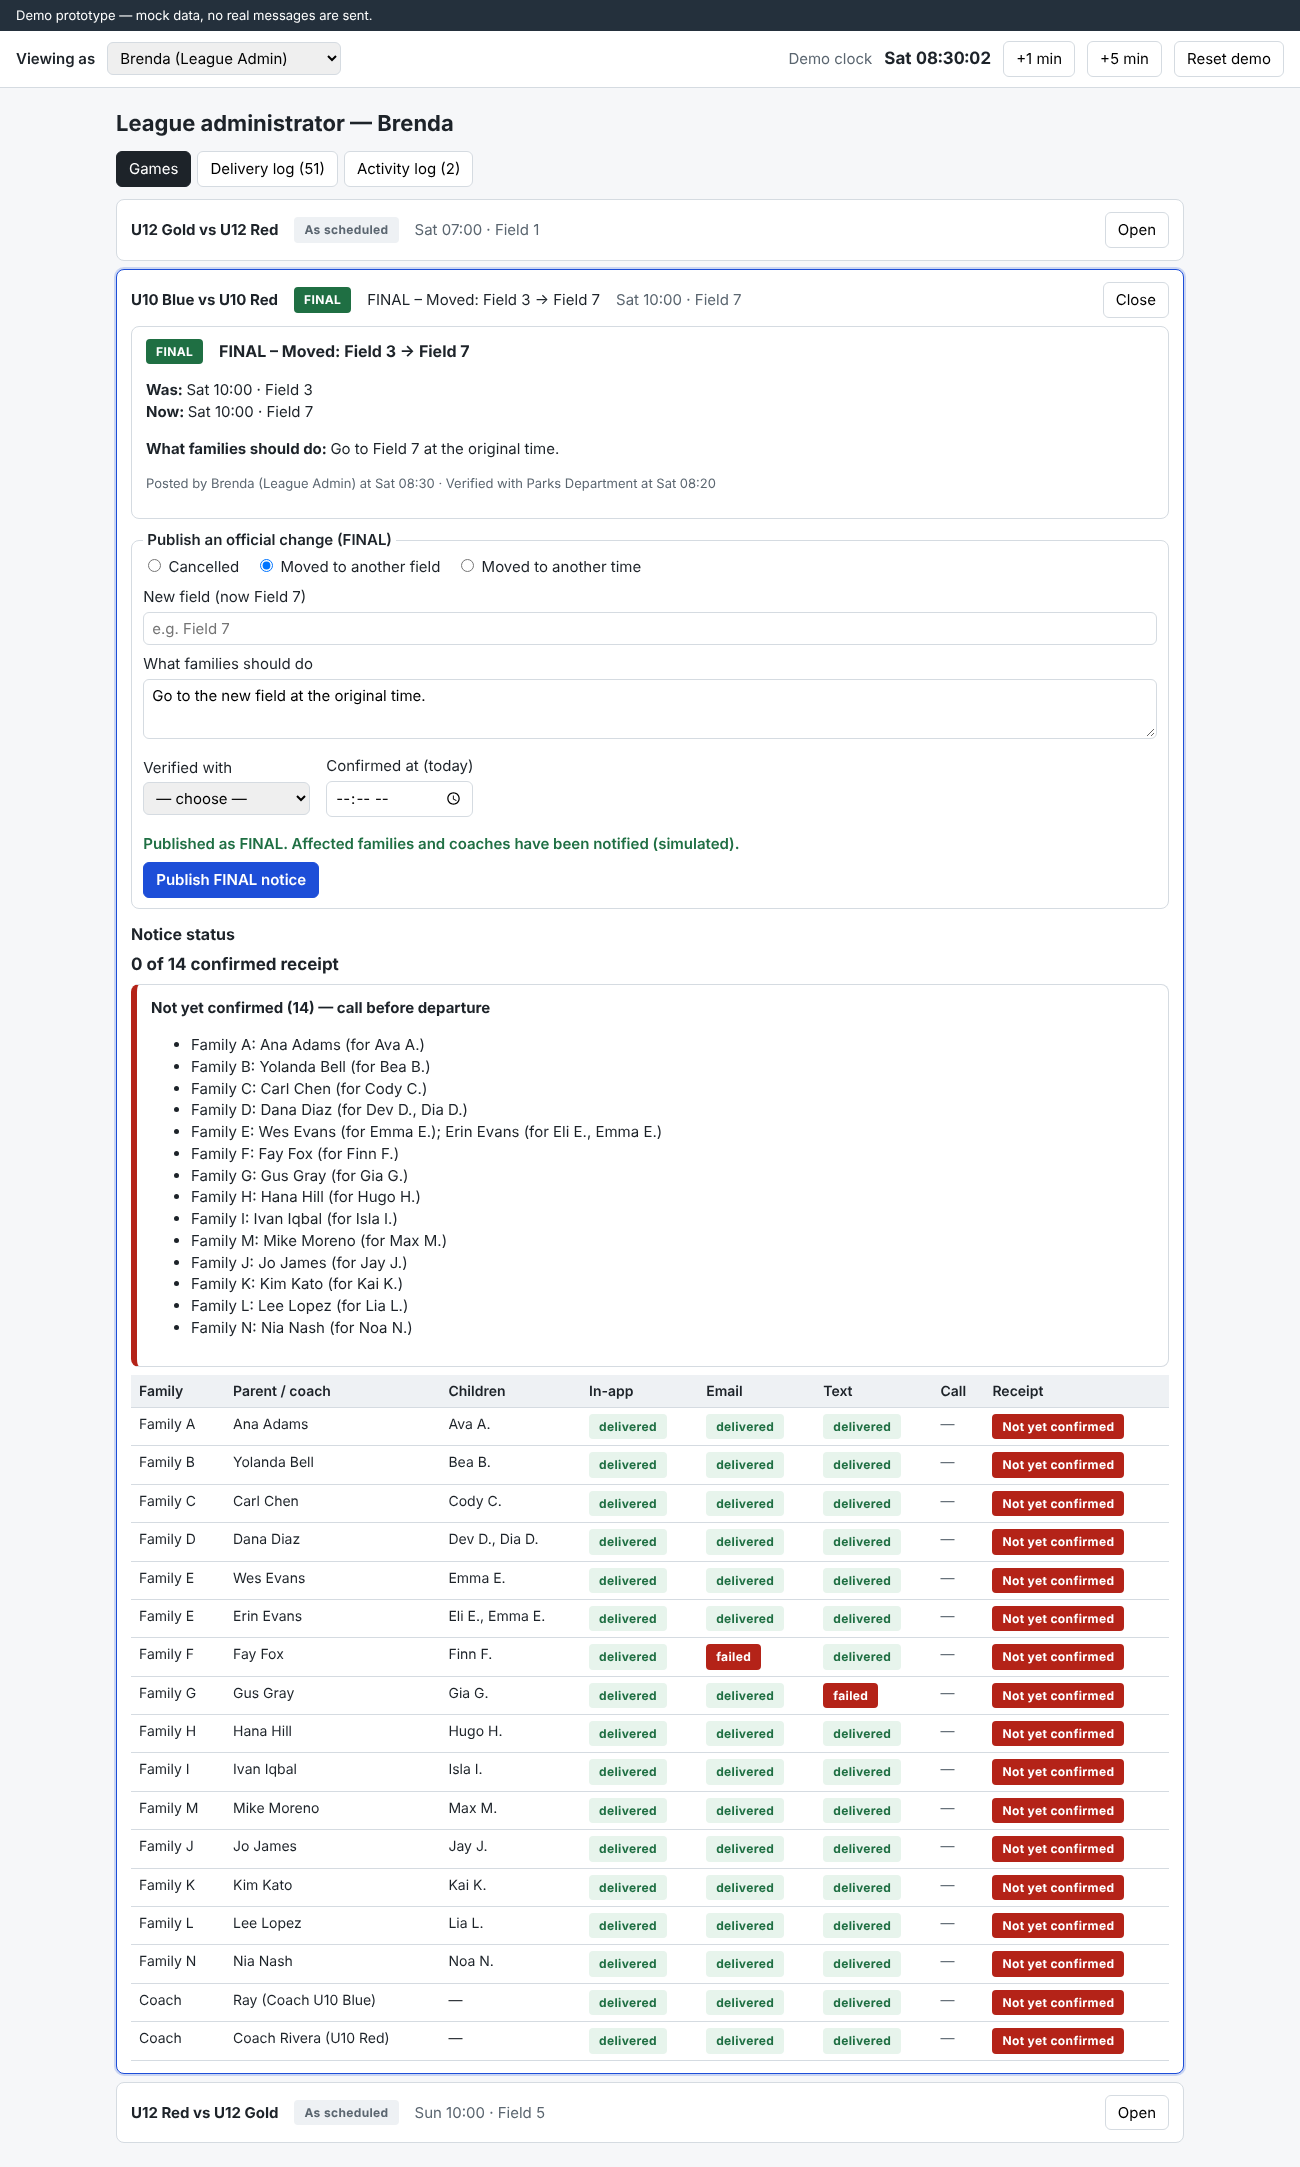 Demo prototype — mock data, no real messages are sent.
Viewing as Brenda (League Admin) Demo clock Sat 08:30:02 +1 min +5 min Reset demo
League administrator — Brenda
Games Delivery log (51) Activity log (2)
U12 Gold vs U12 Red As scheduled Sat 07:00 · Field 1 Open
U10 Blue vs U10 Red FINAL FINAL – Moved: Field 3 → Field 7 Sat 10:00 · Field 7 Close
FINAL FINAL – Moved: Field 3 → Field 7
Was: Sat 10:00 · Field 3
Now: Sat 10:00 · Field 7
What families should do: Go to Field 7 at the original time.
Posted by Brenda (League Admin) at Sat 08:30 · Verified with Parks Department at Sat 08:20
Publish an official change (FINAL)
Cancelled Moved to another field Moved to another time
New field (now Field 7)
e.g. Field 7
What families should do
Go to the new field at the original time.
Verified with Confirmed at (today)
— choose — --:-- --
Published as FINAL. Affected families and coaches have been notified (simulated).
Publish FINAL notice
Notice status
0 of 14 confirmed receipt
Not yet confirmed (14) — call before departure
• Family A: Ana Adams (for Ava A.)
• Family B: Yolanda Bell (for Bea B.)
• Family C: Carl Chen (for Cody C.)
• Family D: Dana Diaz (for Dev D., Dia D.)
• Family E: Wes Evans (for Emma E.); Erin Evans (for Eli E., Emma E.)
• Family F: Fay Fox (for Finn F.)
• Family G: Gus Gray (for Gia G.)
• Family H: Hana Hill (for Hugo H.)
• Family I: Ivan Iqbal (for Isla I.)
• Family M: Mike Moreno (for Max M.)
• Family J: Jo James (for Jay J.)
• Family K: Kim Kato (for Kai K.)
• Family L: Lee Lopez (for Lia L.)
• Family N: Nia Nash (for Noa N.)
Family Parent / coach Children In-app Email Text Call Receipt
Family A Ana Adams Ava A. delivered delivered delivered — Not yet confirmed
Family B Yolanda Bell Bea B. delivered delivered delivered — Not yet confirmed
Family C Carl Chen Cody C. delivered delivered delivered — Not yet confirmed
Family D Dana Diaz Dev D., Dia D. delivered delivered delivered — Not yet confirmed
Family E Wes Evans Emma E. delivered delivered delivered — Not yet confirmed
Family E Erin Evans Eli E., Emma E. delivered delivered delivered — Not yet confirmed
Family F Fay Fox Finn F. delivered failed delivered — Not yet confirmed
Family G Gus Gray Gia G. delivered delivered failed — Not yet confirmed
Family H Hana Hill Hugo H. delivered delivered delivered — Not yet confirmed
Family I Ivan Iqbal Isla I. delivered delivered delivered — Not yet confirmed
Family M Mike Moreno Max M. delivered delivered delivered — Not yet confirmed
Family J Jo James Jay J. delivered delivered delivered — Not yet confirmed
Family K Kim Kato Kai K. delivered delivered delivered — Not yet confirmed
Family L Lee Lopez Lia L. delivered delivered delivered — Not yet confirmed
Family N Nia Nash Noa N. delivered delivered delivered — Not yet confirmed
Coach Ray (Coach U10 Blue) — delivered delivered delivered — Not yet confirmed
Coach Coach Rivera (U10 Red) — delivered delivered delivered — Not yet confirmed
U12 Red vs U12 Gold As scheduled Sun 10:00 · Field 5 Open